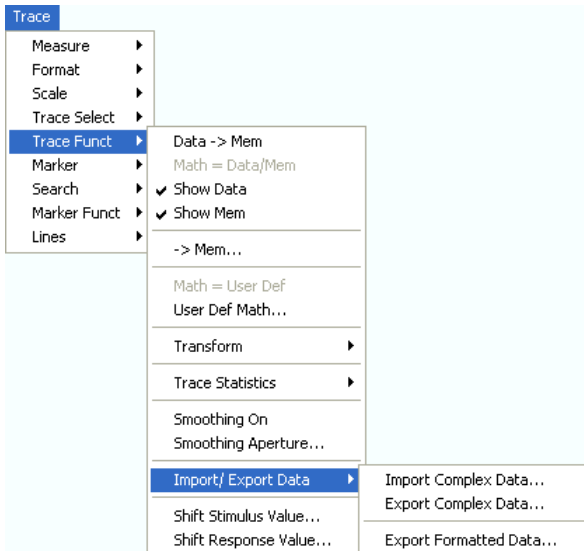 Trace
Measure
Format
Scale
Trace Select
Trace Funct
Marker
Search
Marker Funct
Lines
Data -> Mem
Math = Data/Mem
Show Data
Show Mem
-> Mem...
Math = User Def
User Def Math...
Transform
Trace Statistics
Smoothing On
Smoothing Aperture...
Import/ Export Data
Shift Stimulus Value...
Shift Response Value...
Import Complex Data...
Export Complex Data...
Export Formatted Data...